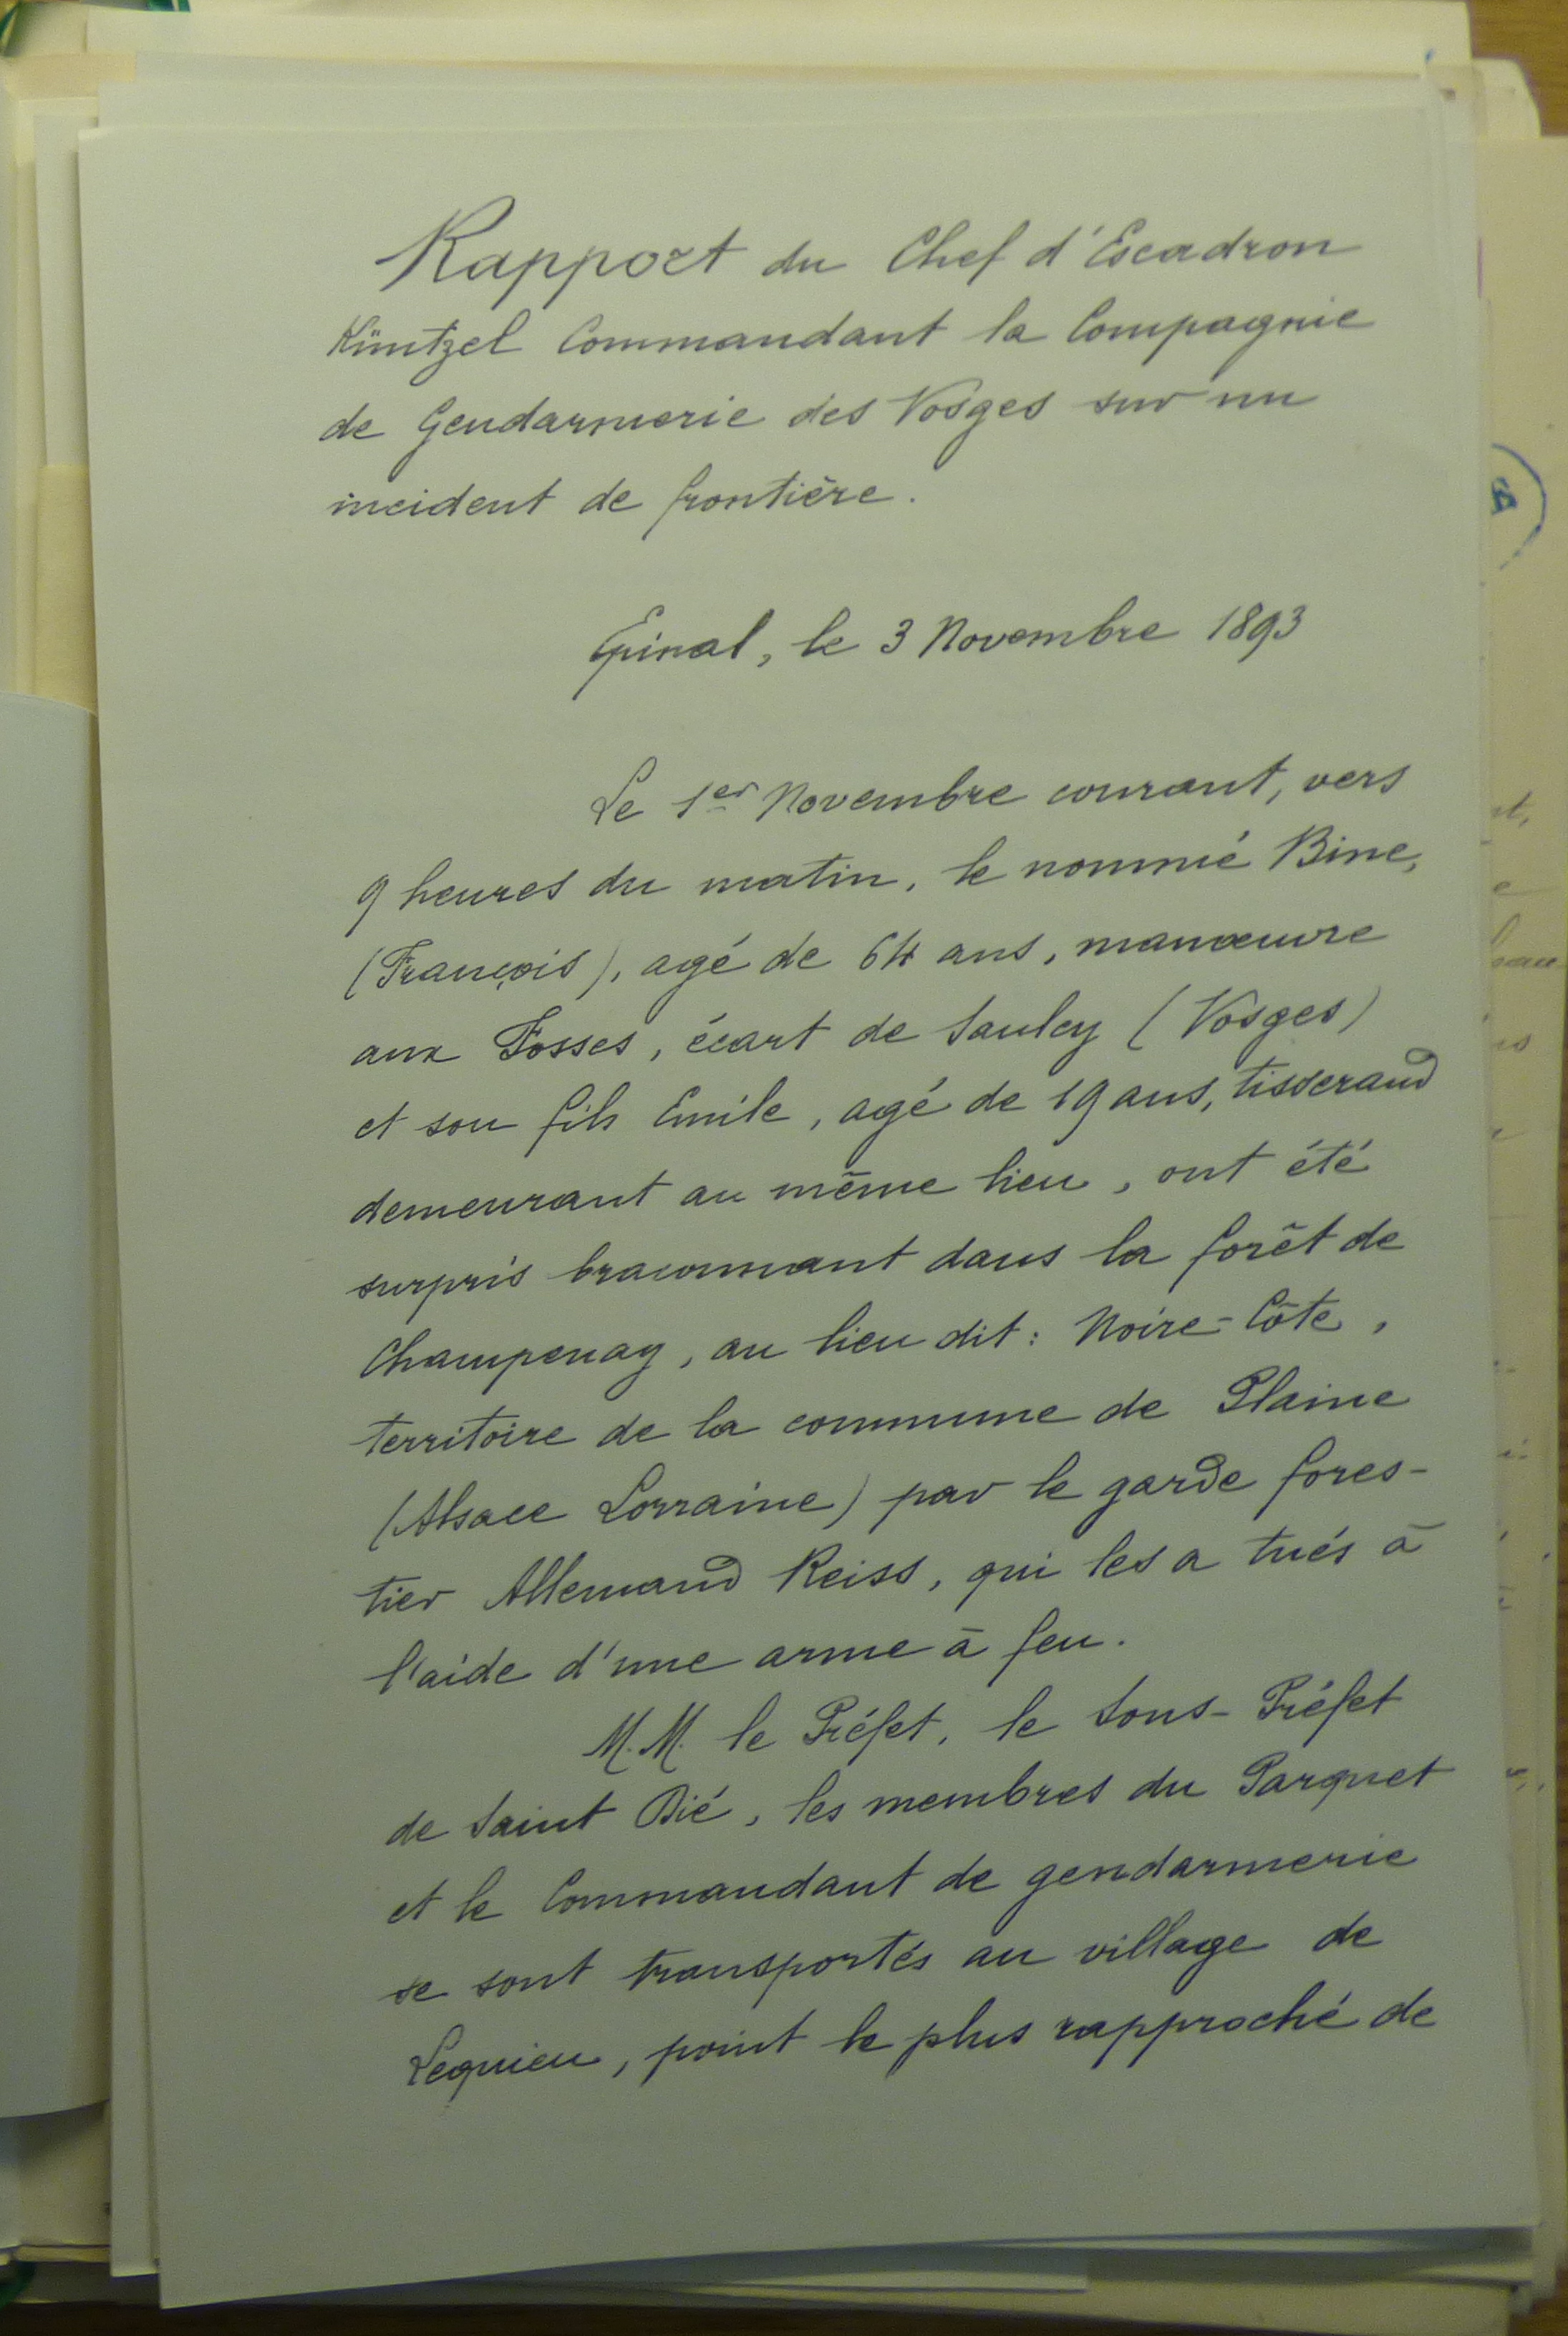 Rapport du Chef d'Escadron
Küntzel Commandant la Compagnie
de Gendarmerie des Vosges sur un
incident de frontière.
Epinal, le 3 Novembre 1893
Le 1er Novembre courant, vers
9 heures du matin, le nommé Bine,
(François), agé de 64 ans, manœuvre
aux Fosses, écart de Saulcy (Vosges)
et son fils Emile, agé de 19 ans, tisserand
demeurant au même lieu, ont été
surpris braconnant dans la forêt de
Champenay, au lieu dit : Noire-Côte,
territoire de la commune de Plaine
(Alsace Lorraine) par le garde fores-
tier Allemand Reiss, qui les a tués à
l'aide d'une arme à feu.
M.M. le Préfet, le Sous-Préfet
de Saint Dié, les membres du Parquet
et le Commandant de gendarmerie
se sont transportés au village de
Lequieu, point le plus rapproché de